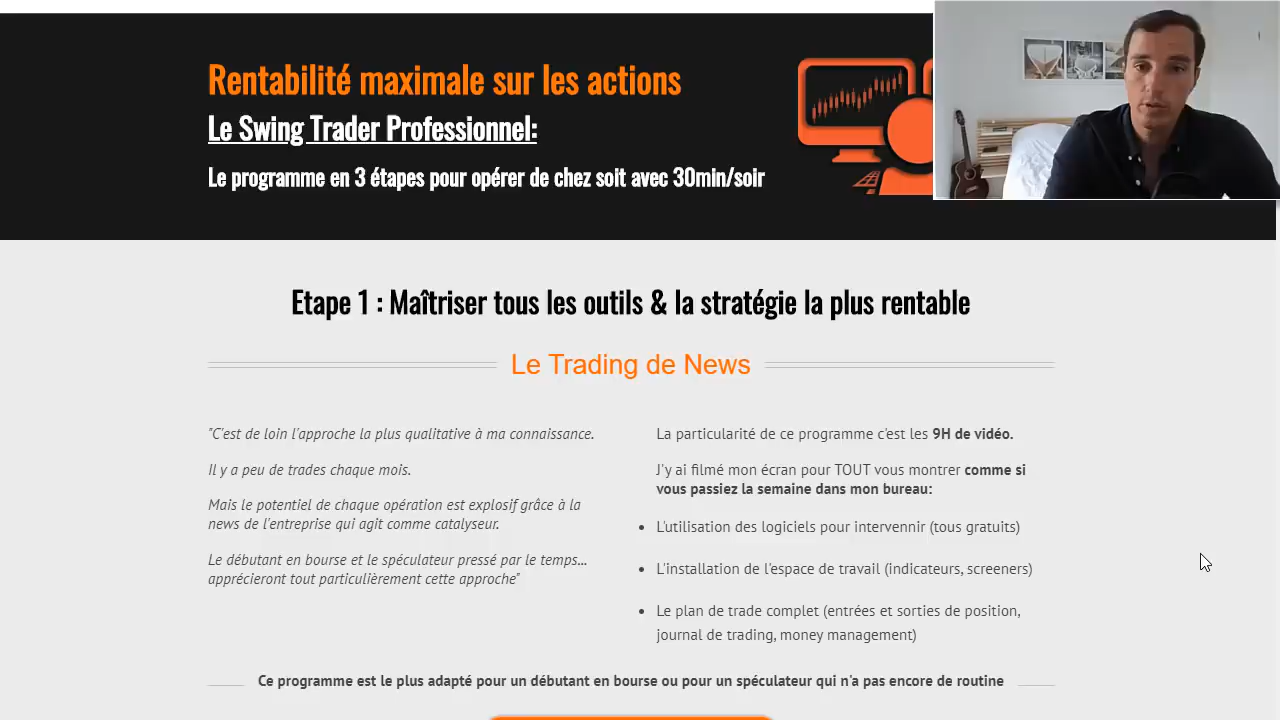 Rentabilité maximale sur les actions
Le Swing Trader Professionnel:
Le programme en 3 étapes pour opérer de chez soit avec 30min/soir
Etape 1 : Maîtriser tous les outils & la stratégie la plus rentable
Le Trading de News
"C'est de loin l'approche la plus qualitative à ma connaissance.
Il y a peu de trades chaque mois.
Mais le potentiel de chaque opération est explosif grâce à la
news de l'entreprise qui agit comme catalyseur.
Le débutant en bourse et le spéculateur pressé par le temps...
apprécieront tout particulièrement cette approche"
La particularité de ce programme c'est les 9H de vidéo.
J'y ai filmé mon écran pour TOUT vous montrer comme si
vous passiez la semaine dans mon bureau:
• L'utilisation des logiciels pour intervennir (tous gratuits)
• L'installation de l'espace de travail (indicateurs, screeners)
• Le plan de trade complet (entrées et sorties de position,
journal de trading, money management)
Ce programme est le plus adapté pour un débutant en bourse ou pour un spéculateur qui n'a pas encore de routine